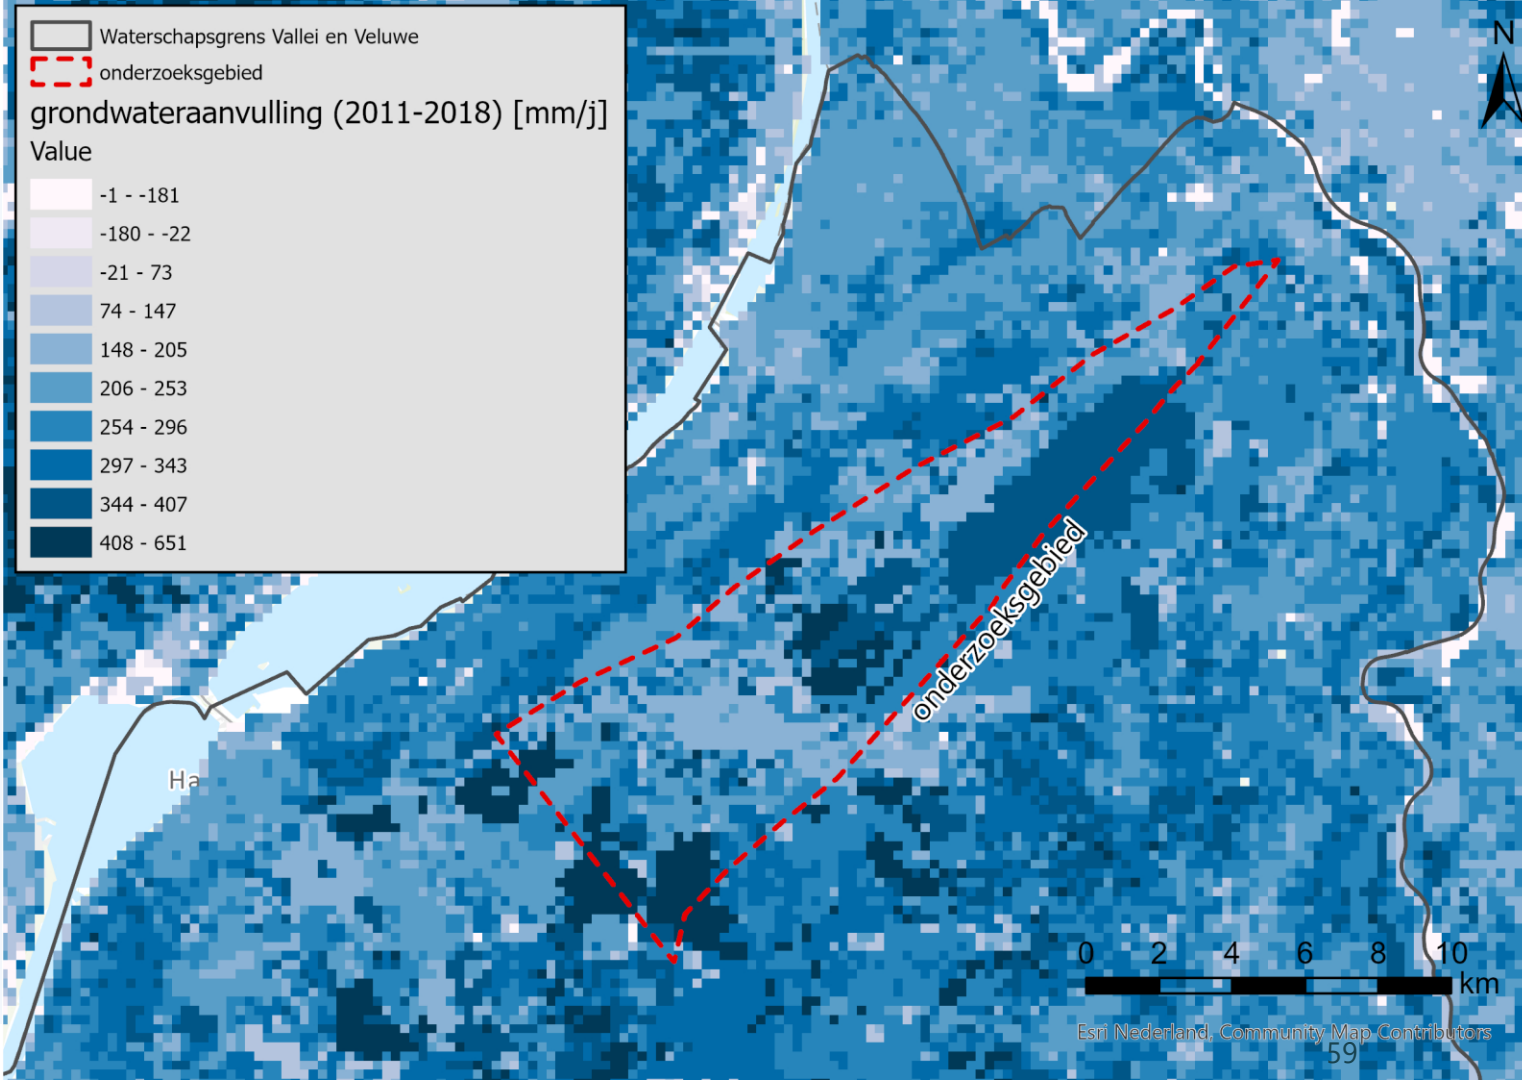 Waterschapsgrens Vallei en Veluwe
onderzoeksgebied
grondwateraanvulling (2011-2018) [mm/j]
Value
-1 - -181
-180 - -22
-21 - 73
74 - 147
148 - 205
206 - 253
254 - 296
297 - 343
344 - 407
408 - 651
N
onderzoeksgebied
Ha
0 2 4 6 8 10
km
Esri Nederland, Community Map Contributors
59